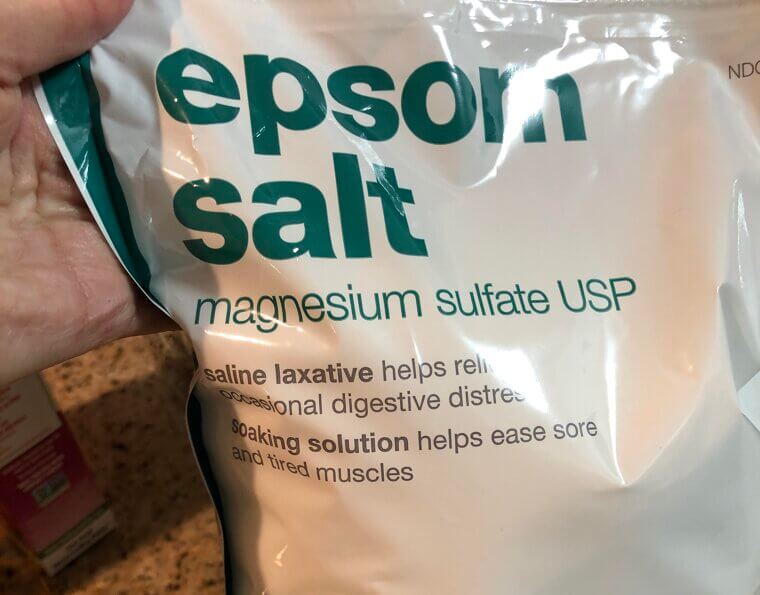 epsom
salt
NDC
magnesium sulfate USP
saline laxative helps
occasional digestive
soaking solution helps ease sore
and tired muscles